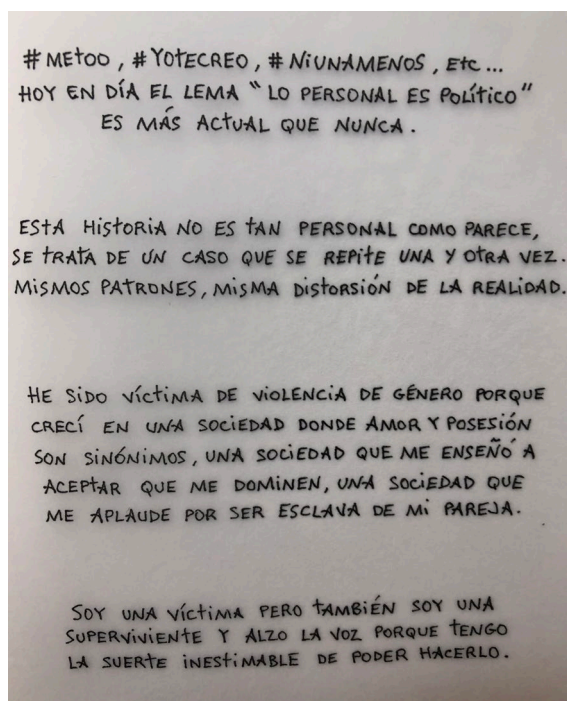 #METOO, #YOTECREO, #NIUNAMENOS, Etc...
HOY EN DÍA EL LEMA "LO PERSONAL ES POLÍTICO"
ES MÁS ACTUAL QUE NUNCA.
ESTA HISTORIA NO ES TAN PERSONAL COMO PARECE,
SE TRATA DE UN CASO QUE SE REPITE UNA Y OTRA VEZ.
MISMOS PATRONES, MISMA DISTORSIÓN DE LA REALIDAD.
HE SIDO VÍCTIMA DE VIOLENCIA DE GÉNERO PORQUE
CRECÍ EN UNA SOCIEDAD DONDE AMOR Y POSESIÓN
SON SINÓNIMOS, UNA SOCIEDAD QUE ME ENSEÑÓ A
ACEPTAR QUE ME DOMINEN, UNA SOCIEDAD QUE
ME APLAUDE POR SER ESCLAVA DE MI PAREJA.
SOY UNA VÍCTIMA PERO TAMBIÉN SOY UNA
SUPERVIVIENTE Y ALZO LA VOZ PORQUE TENGO
LA SUERTE INESTIMABLE DE PODER HACERLO.